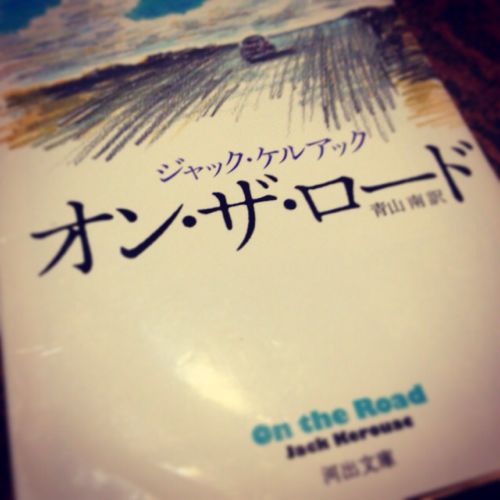 ジャック・ケルアック
オン・ザ・ロード
青山 南 訳
On the Road
Jack Kerouac
河出文庫